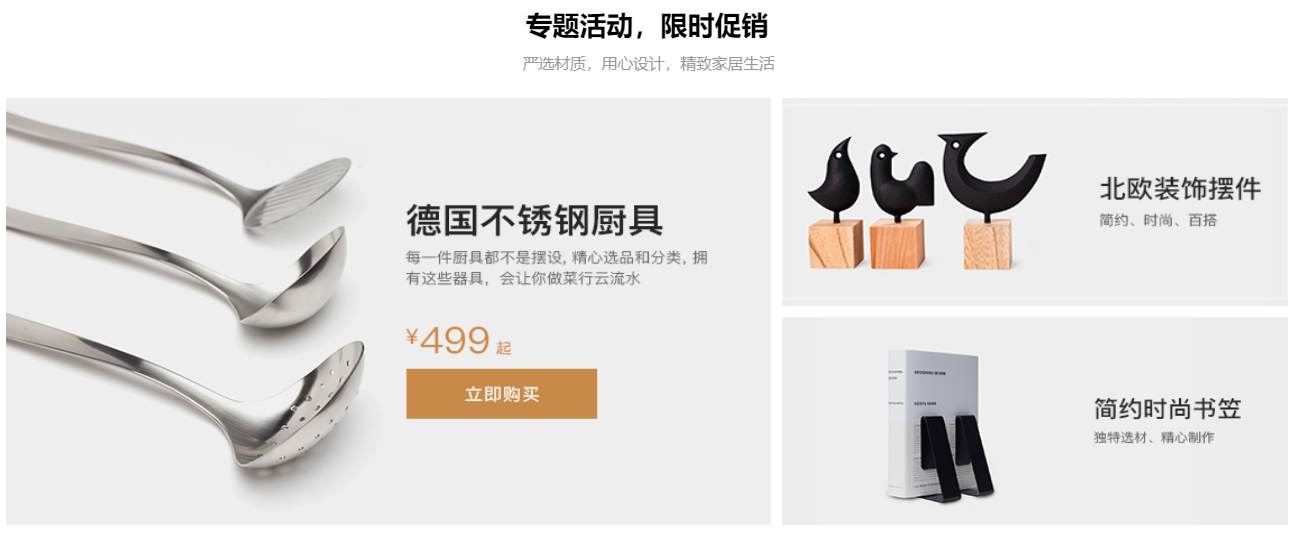 专题活动，限时促销
严选材质，用心设计，精致家居生活
德国不锈钢厨具
每一件厨具都不是摆设, 精心选品和分类, 拥
有这些器具，会让你做菜行云流水
¥499 起
立即购买
北欧装饰摆件
简约、时尚、百搭
简约时尚书笠
独特选材、精心制作